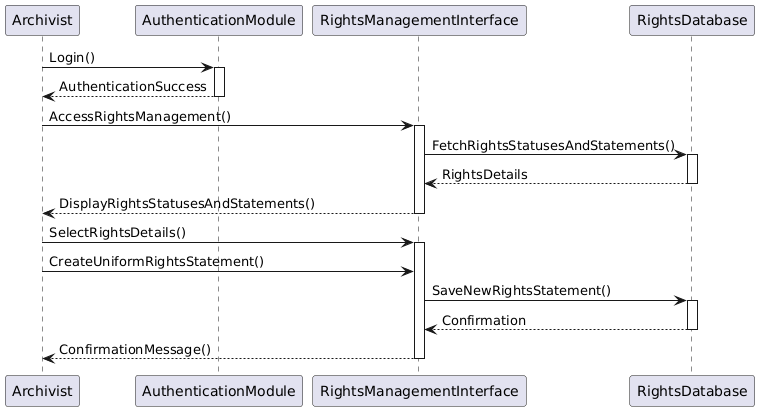 Archivist AuthenticationModule RightsManagementInterface RightsDatabase
Login()
AuthenticationSuccess
AccessRightsManagement()
FetchRightsStatusesAndStatements()
RightsDetails
DisplayRightsStatusesAndStatements()
SelectRightsDetails()
CreateUniformRightsStatement()
SaveNewRightsStatement()
Confirmation
ConfirmationMessage()
Archivist AuthenticationModule RightsManagementInterface RightsDatabase